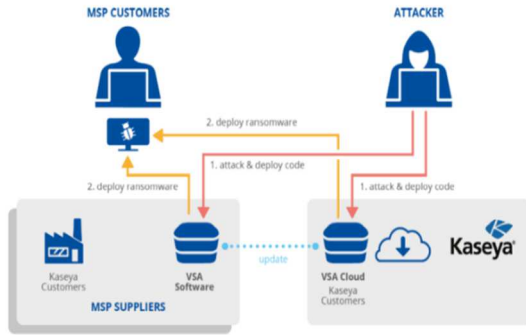 MSP CUSTOMERS
ATTACKER
2. deploy ransomware
1. attack & deploy code
2. deploy ransomware
1. attack & deploy code
Kaseya
Customers
VSA
Software
update
VSA Cloud
Kaseya
Customers
Kaseya
MSP SUPPLIERS